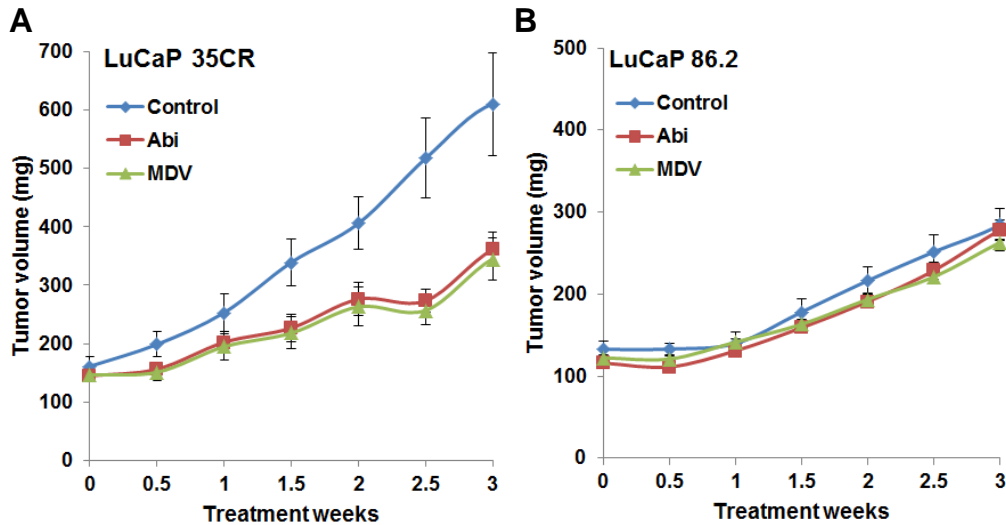 A
LuCaP 35CR
Control
Abi
MDV
Tumor volume (mg)
700
600
500
400
300
200
100
0
0 0.5 1 1.5 2 2.5 3
Treatment weeks
B
LuCaP 86.2
Control
Abi
MDV
Tumor volume (mg)
500
400
300
200
100
0
0 0.5 1 1.5 2 2.5 3
Treatment weeks